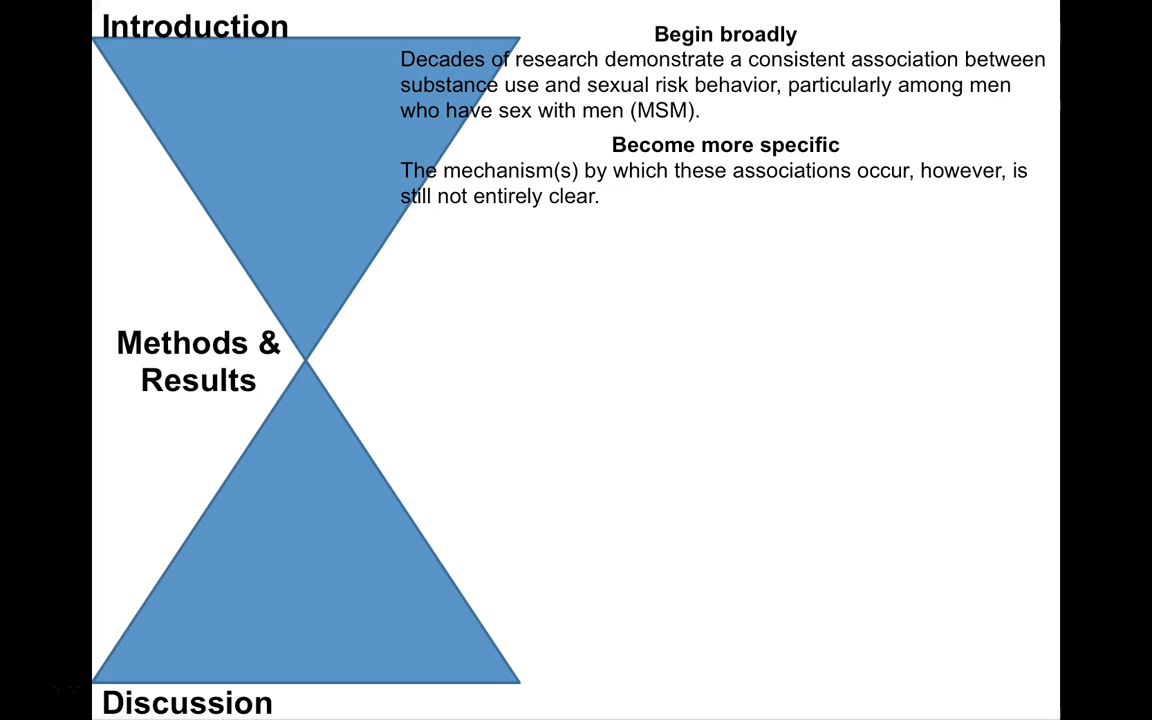 Introduction
Begin broadly
Decades of research demonstrate a consistent association between
substance use and sexual risk behavior, particularly among men
who have sex with men (MSM).
Become more specific
The mechanism(s) by which these associations occur, however, is
still not entirely clear.
Methods &
Results
Discussion